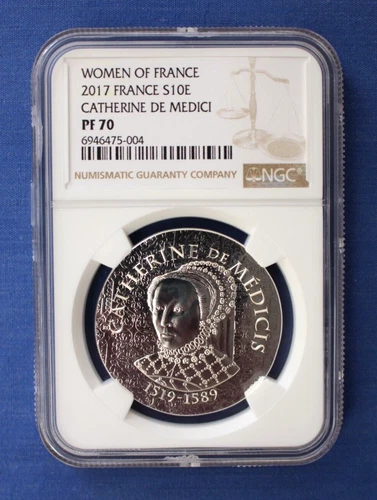 WOMEN OF FRANCE
2017 FRANCE S10E
CATHERINE DE MEDICI
PF 70
6946475-004
NUMISMATIC GUARANTY COMPANY
NGC
CATHERINE DE MÉDICIS
1519-1589